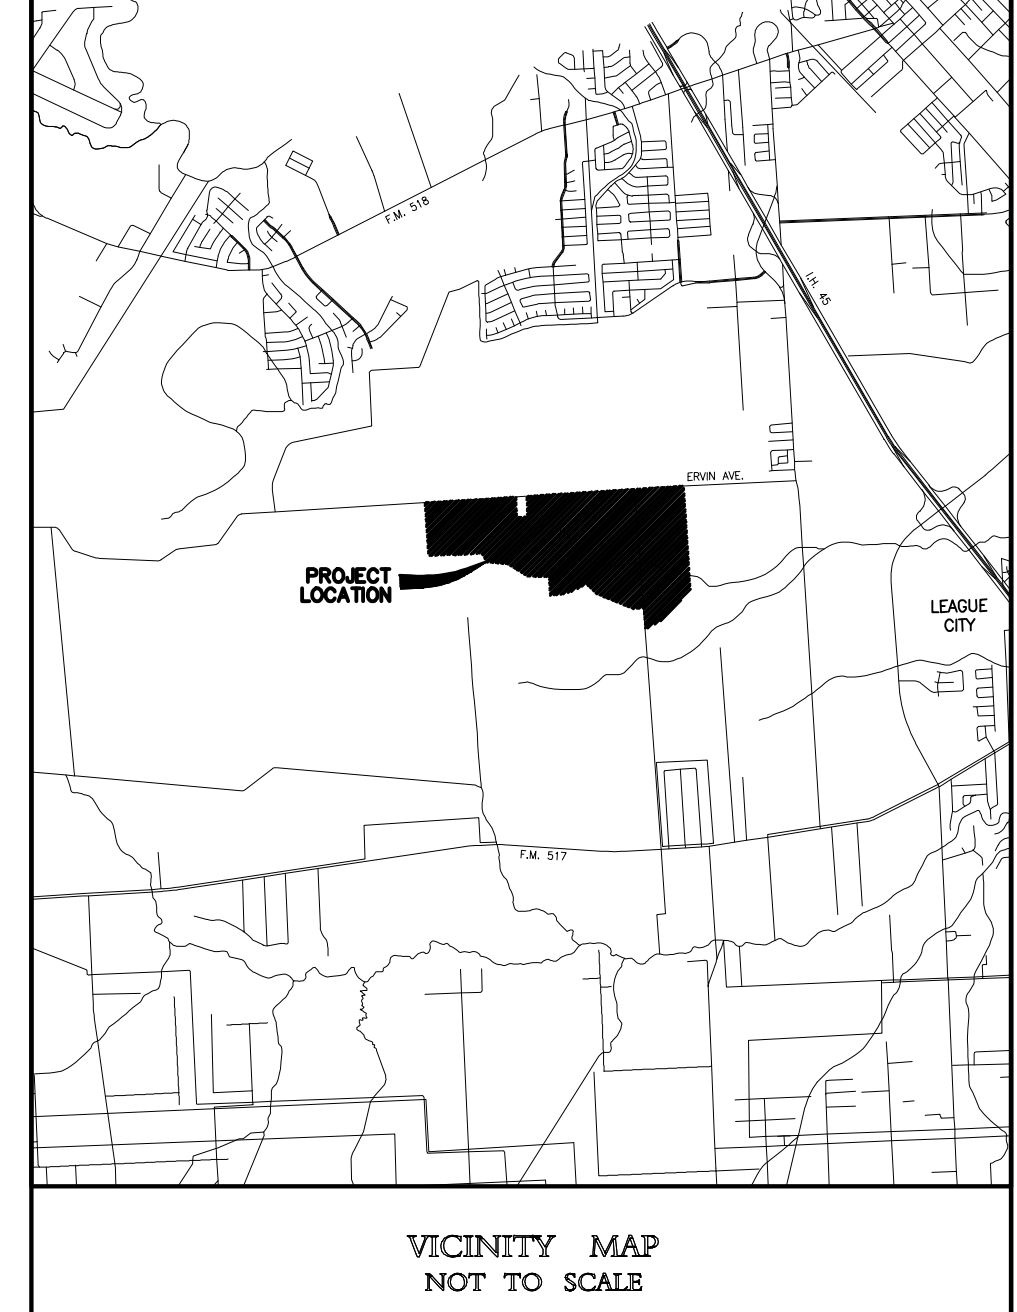 F.M. 518
I.H. 45
ERVIN AVE.
PROJECT
LOCATION
LEAGUE
CITY
F.M. 517
VICINITY MAP
NOT TO SCALE